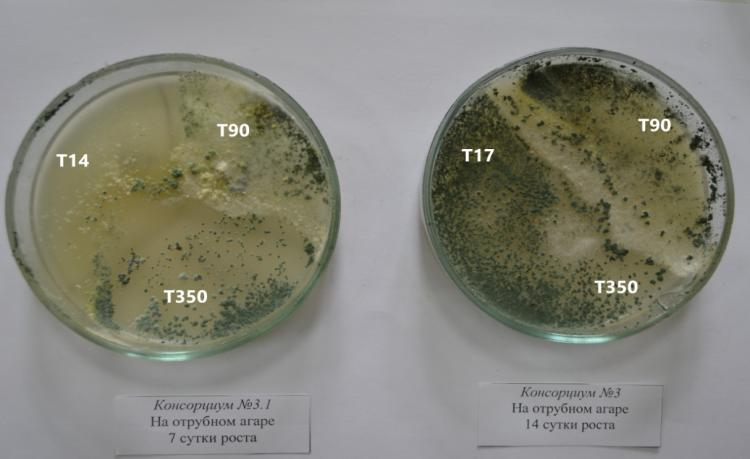 T14
T90
T350
T17
T90
T350
Консорциум №3.1
На отрубном агаре
7 сутки роста
Консорциум №3
На отрубном агаре
14 сутки роста